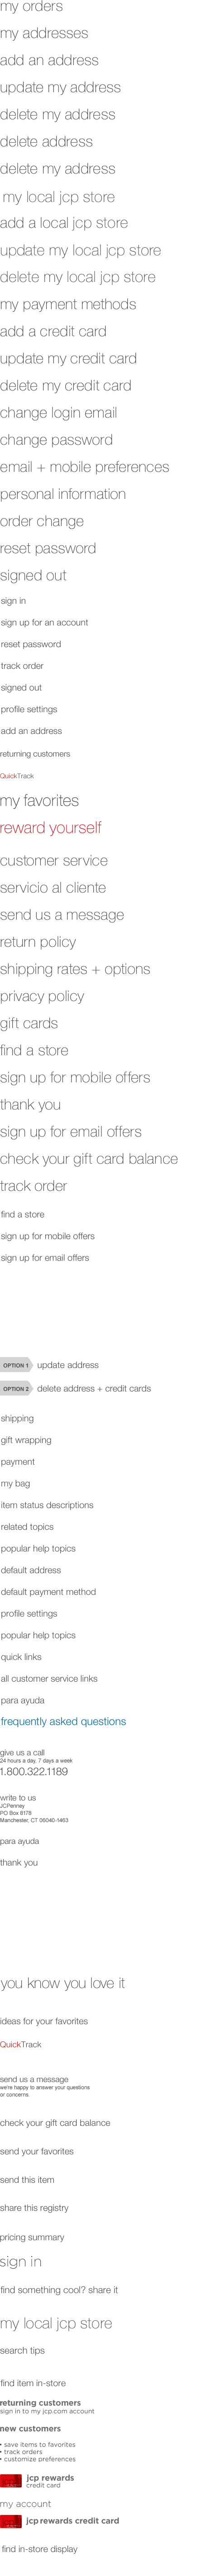 my orders
my addresses
add an address
update my address
delete my address
delete address
delete my address
my local jcp store
add a local jcp store
update my local jcp store
delete my local jcp store
my payment methods
add a credit card
update my credit card
delete my credit card
change login email
change password
email + mobile preferences
personal information
order change
reset password
signed out
sign in
sign up for an account
reset password
track order
signed out
profile settings
add an address
returning customers
QuickTrack
my favorites
reward yourself
customer service
servicio al cliente
send us a message
return policy
shipping rates + options
privacy policy
gift cards
find a store
sign up for mobile offers
thank you
sign up for email offers
check your gift card balance
track order
find a store
sign up for mobile offers
sign up for email offers
OPTION 1 update address
OPTION 2 delete address + credit cards
shipping
gift wrapping
payment
my bag
item status descriptions
related topics
popular help topics
default address
default payment method
profile settings
popular help topics
quick links
all customer service links
para ayuda
frequently asked questions
give us a call
24 hours a day, 7 days a week
1.800.322.1189
write to us
JCPenney
PO Box 8178
Manchester, CT 06040-1463
para ayuda
thank you
you know you love it
ideas for your favorites
QuickTrack
send us a message
we're happy to answer your questions
or concerns.
check your gift card balance
send your favorites
send this item
share this registry
pricing summary
sign in
find something cool? share it
my local jcp store
search tips
find item in-store
returning customers
sign in to my jcp.com account
new customers
• save items to favorites
• track orders
• customize preferences
jcp rewards
credit card
my account
jcp rewards credit card
find in-store display